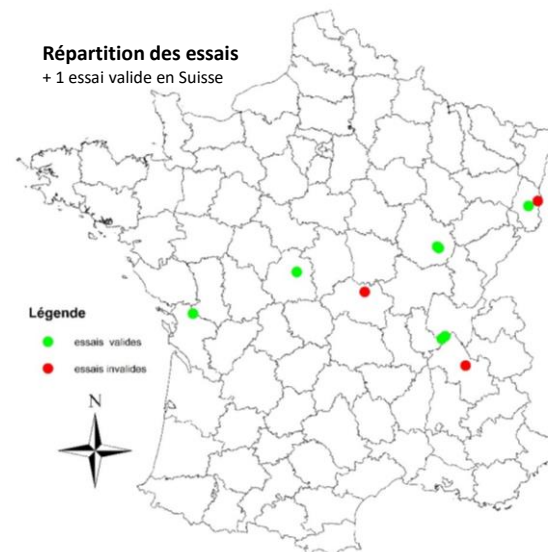 Répartition des essais
+ 1 essai valide en Suisse
Légende
essais valides
essais invalides
N